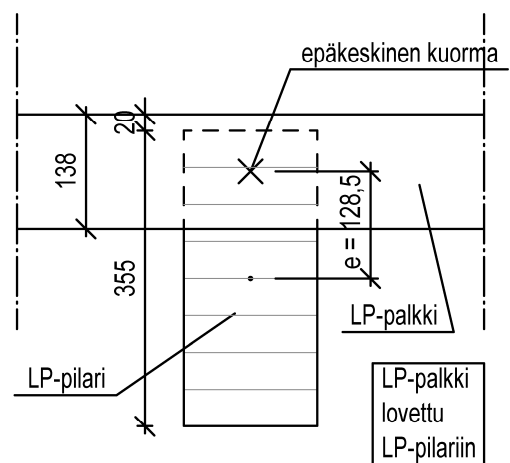 epäkeskinen kuorma
20
138
355
e = 128,5
LP-palkki
LP-pilari
LP-palkki
lovettu
LP-pilariin